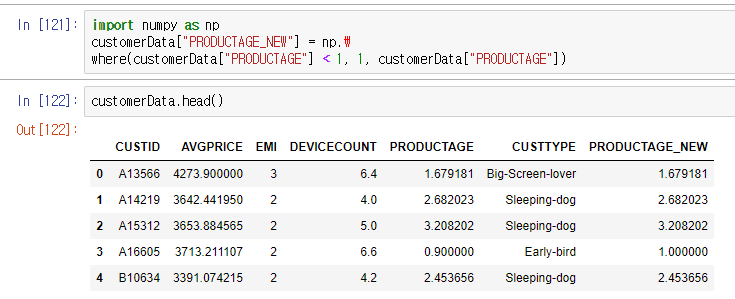 In [121]: import numpy as np
customerData["PRODUCTAGE_NEW"] = np.₩
where(customerData["PRODUCTAGE"] < 1, 1, customerData["PRODUCTAGE"])
In [122]: customerData.head()
Out[122]:
CUSTID AVGPRICE EMI DEVICECOUNT PRODUCTAGE CUSTTYPE PRODUCTAGE_NEW
0 A13566 4273.900000 3 6.4 1.679181 Big-Screen-lover 1.679181
1 A14219 3642.441950 2 4.0 2.682023 Sleeping-dog 2.682023
2 A15312 3653.884565 2 5.0 3.208202 Sleeping-dog 3.208202
3 A16605 3713.211107 2 6.6 0.900000 Early-bird 1.000000
4 B10634 3391.074215 2 4.2 2.453656 Sleeping-dog 2.453656